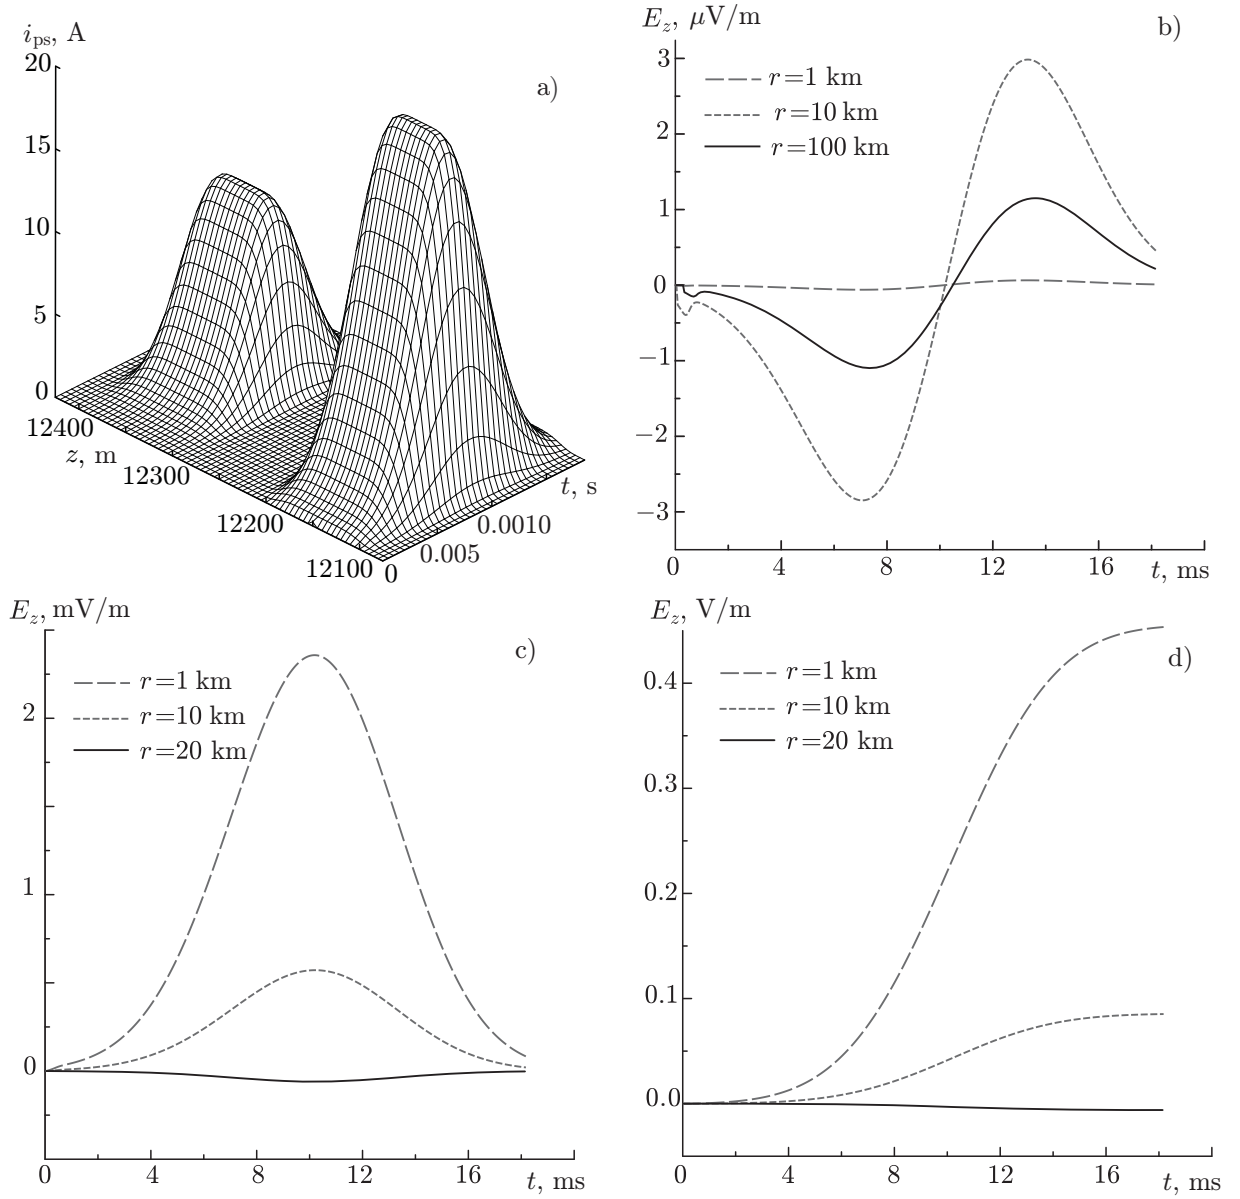 i_ps, A
a)
20
15
10
5
0
12400
z, m
12300
12200
12100
0
0.005
0.0010
t, s
E_z, μV/m
b)
r=1 km
r=10 km
r=100 km
3
2
1
0
−1
−2
−3
0
4
8
12
16
t, ms
E_z, mV/m
c)
r=1 km
r=10 km
r=20 km
2
1
0
0
4
8
12
16
t, ms
E_z, V/m
d)
r=1 km
r=10 km
r=20 km
0.4
0.3
0.2
0.1
0.0
0
4
8
12
16
t, ms